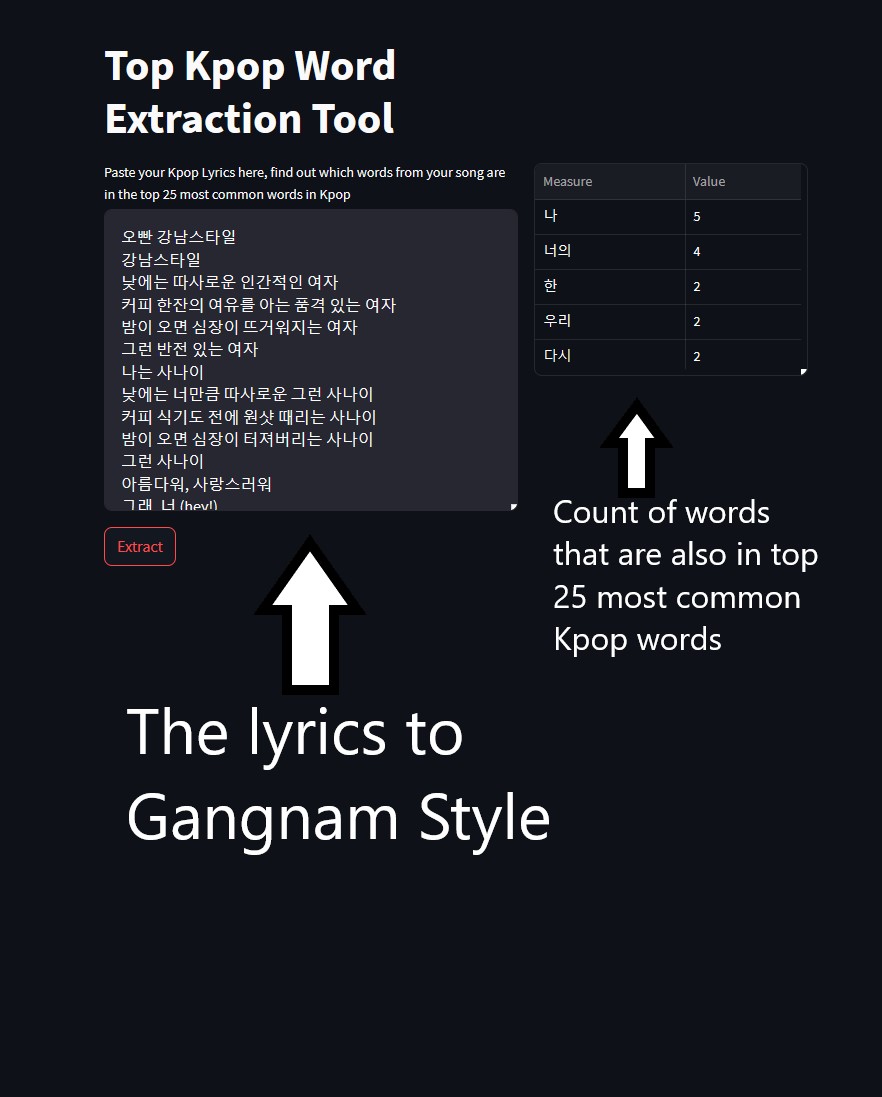 Top Kpop Word
Extraction Tool
Paste your Kpop Lyrics here, find out which words from your song are
in the top 25 most common words in Kpop
오빤 강남스타일
강남스타일
낮에는 따사로운 인간적인 여자
커피 한잔의 여유를 아는 품격 있는 여자
밤이 오면 심장이 뜨거워지는 여자
그런 반전 있는 여자
나는 사나이
낮에는 너만큼 따사로운 그런 사나이
커피 식기도 전에 원샷 때리는 사나이
밤이 오면 심장이 터져버리는 사나이
그런 사나이
아름다워, 사랑스러워
그래, 너 (hey!)
Extract
Measure Value
나 5
너의 4
한 2
우리 2
다시 2
Count of words
that are also in top
25 most common
Kpop words
The lyrics to
Gangnam Style